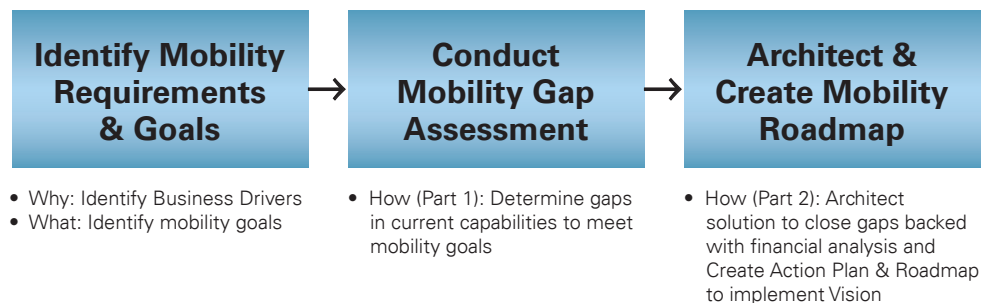 Identify Mobility
Requirements
& Goals
• Why: Identify Business Drivers
• What: Identify mobility goals
Conduct
Mobility Gap
Assessment
• How (Part 1): Determine gaps
in current capabilities to meet
mobility goals
Architect &
Create Mobility
Roadmap
• How (Part 2): Architect
solution to close gaps backed
with financial analysis and
Create Action Plan & Roadmap
to implement Vision